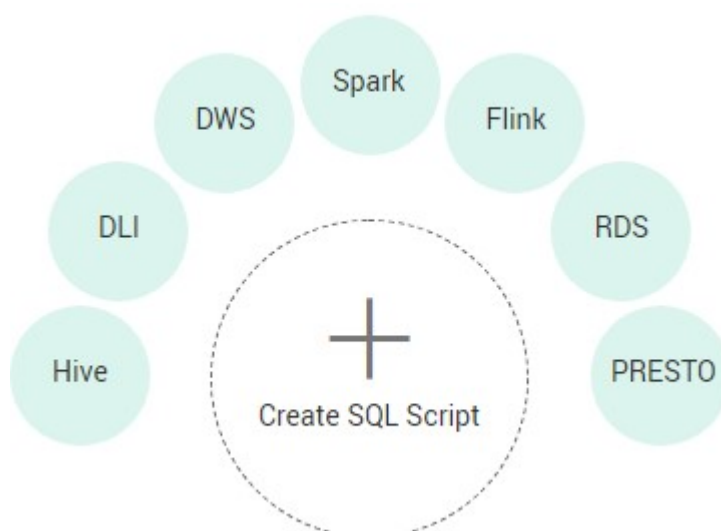 Spark
DWS
Flink
DLI
RDS
Hive
PRESTO
Create SQL Script